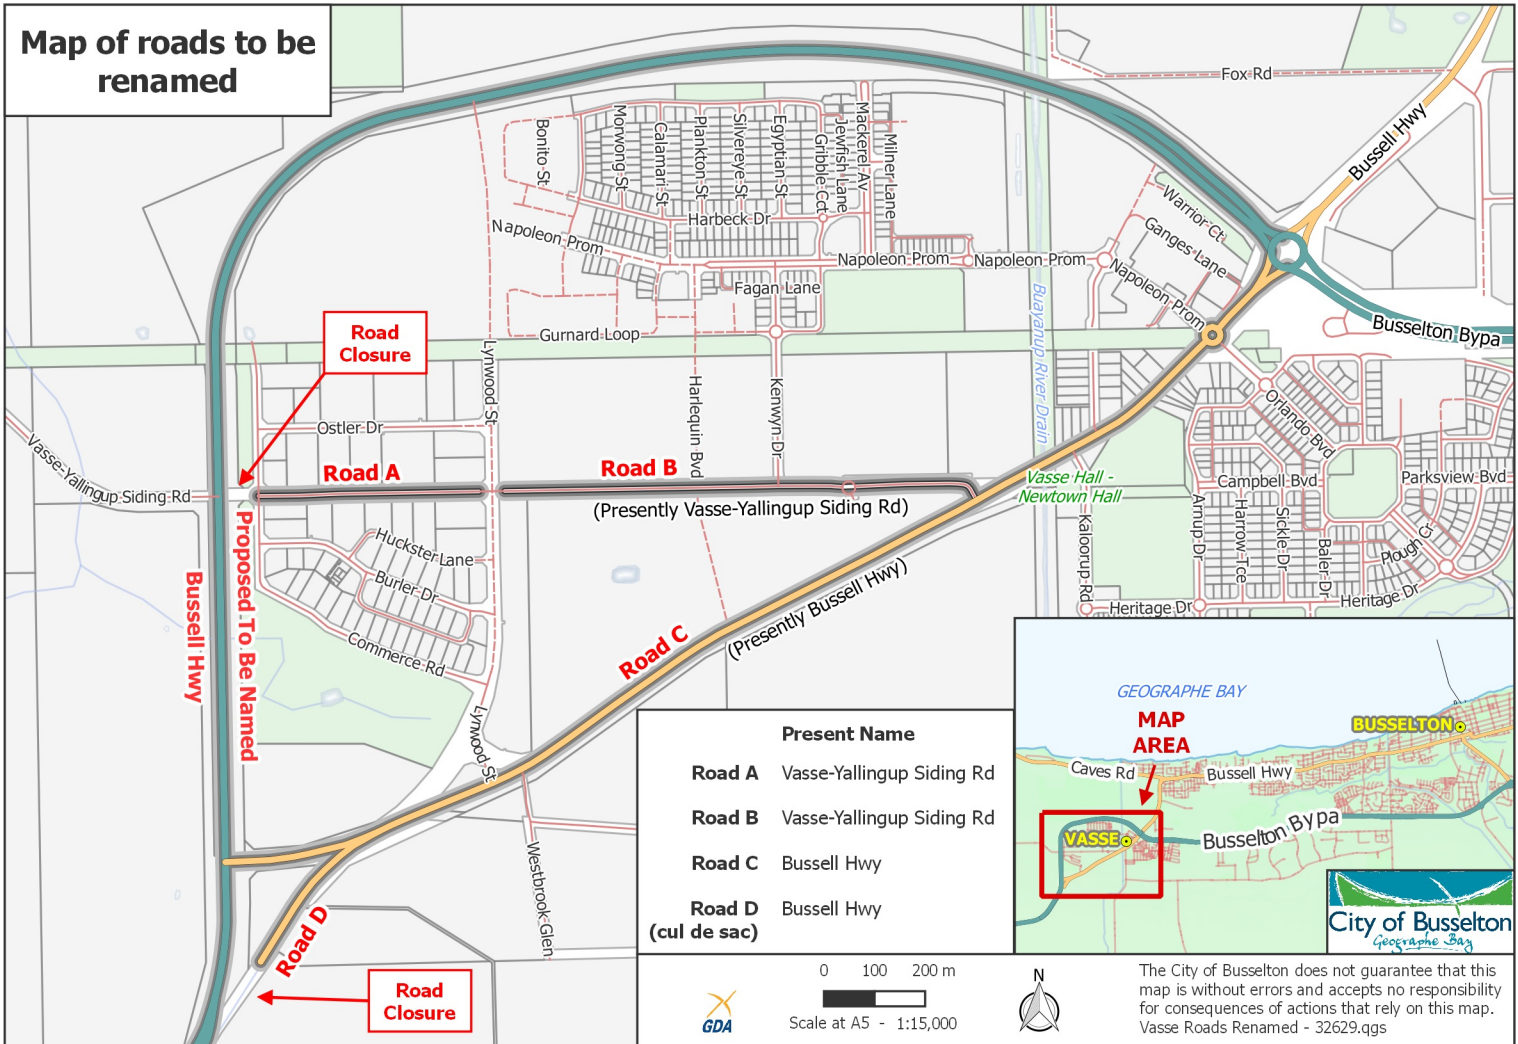 Map of roads to be
renamed
Fox Rd
Bussell Hwy
Bonito St
Morwong St
Calamari St
Plankton St
Silvereye St
Egyptian St
Gribble Cct
Jewfish Lane
Mackerel Av
Milner Lane
Harbeck Dr
Napoleon Prom
Napoleon Prom
Napoleon Prom
Napoleon Prom
Warrior Ct
Ganges Lane
Fagan Lane
Gurnard Loop
Buayanup River Drain
Busselton Bypa
Road
Closure
Lynwood St
Harlequin Bvd
Kenwyn Dr
Orlando Bvd
Ostler Dr
Vasse-Yallingup Siding Rd
Road A
Road B
(Presently Vasse-Yallingup Siding Rd)
Vasse Hall -
Newtown Hall
Campbell Bvd
Parksview Bvd
Arnup Dr
Harrow Tce
Sickle Dr
Baler Dr
Plough Cr
Kaloorup Rd
Heritage Dr
Heritage Dr
Huckster Lane
Burler Dr
Commerce Rd
Bussell Hwy
Proposed To Be Named
Road C
(Presently Bussell Hwy)
Lynwood St
Westbrook Glen
Road D
Road
Closure
Present Name
Road A Vasse-Yallingup Siding Rd
Road B Vasse-Yallingup Siding Rd
Road C Bussell Hwy
Road D Bussell Hwy
(cul de sac)
GEOGRAPHE BAY
MAP
AREA
BUSSELTON
Caves Rd
Bussell Hwy
Busselton Bypa
VASSE
City of Busselton
Geographe Bay
GDA
0 100 200 m
Scale at A5 - 1:15,000
N
The City of Busselton does not guarantee that this
map is without errors and accepts no responsibility
for consequences of actions that rely on this map.
Vasse Roads Renamed - 32629.qgs